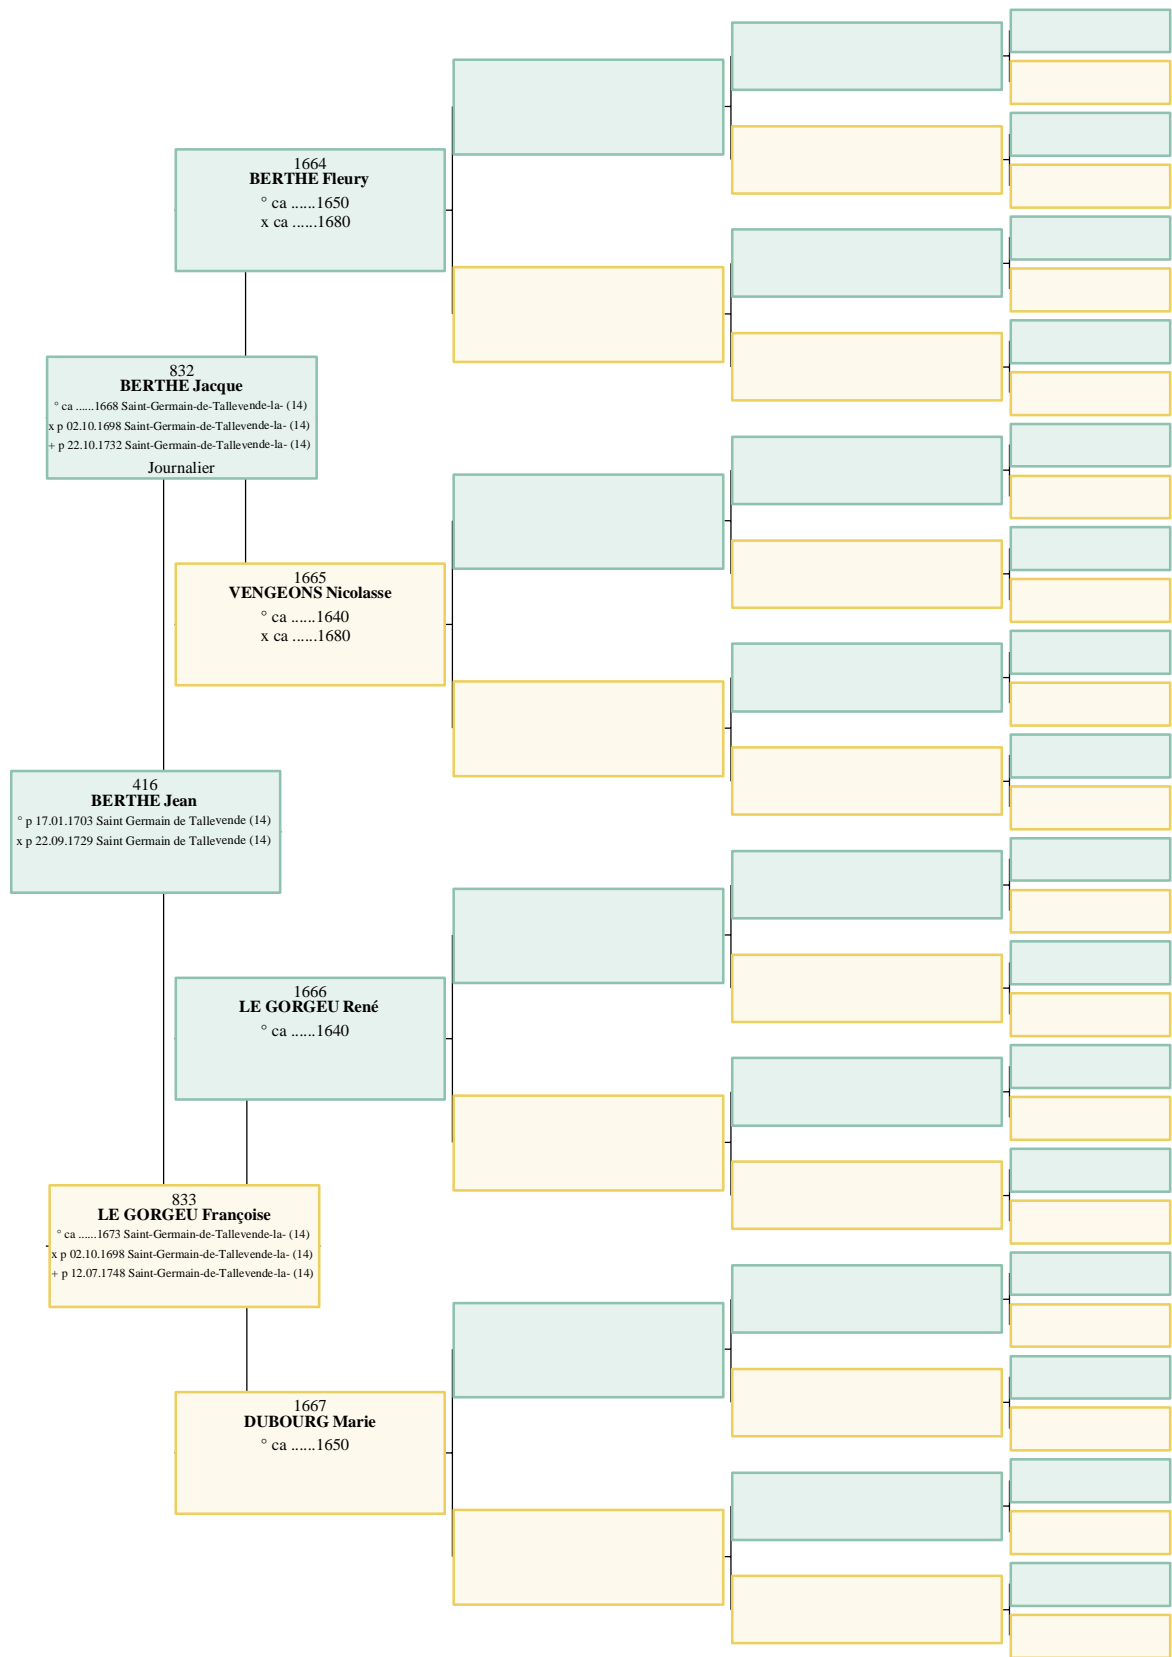 1664
BERTHE Fleury
° ca ......1650
x ca ......1680
832
BERTHE Jacque
° ca ......1668 Saint-Germain-de-Tallevende-la- (14)
x p 02.10.1698 Saint-Germain-de-Tallevende-la- (14)
+ p 22.10.1732 Saint-Germain-de-Tallevende-la- (14)
Journalier
1665
VENGEONS Nicolasse
° ca ......1640
x ca ......1680
416
BERTHE Jean
° p 17.01.1703 Saint Germain de Tallevende (14)
x p 22.09.1729 Saint Germain de Tallevende (14)
1666
LE GORGEU René
° ca ......1640
833
LE GORGEU Françoise
° ca ......1673 Saint-Germain-de-Tallevende-la- (14)
x p 02.10.1698 Saint-Germain-de-Tallevende-la- (14)
+ p 12.07.1748 Saint-Germain-de-Tallevende-la- (14)
1667
DUBOURG Marie
° ca ......1650